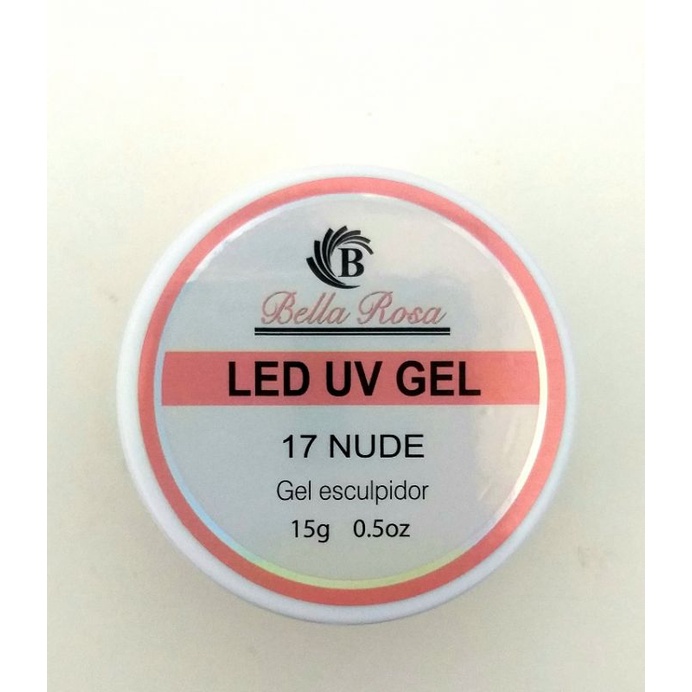 B
Bella Rosa
LED UV GEL
17 NUDE
Gel esculpidor
15g 0.5oz